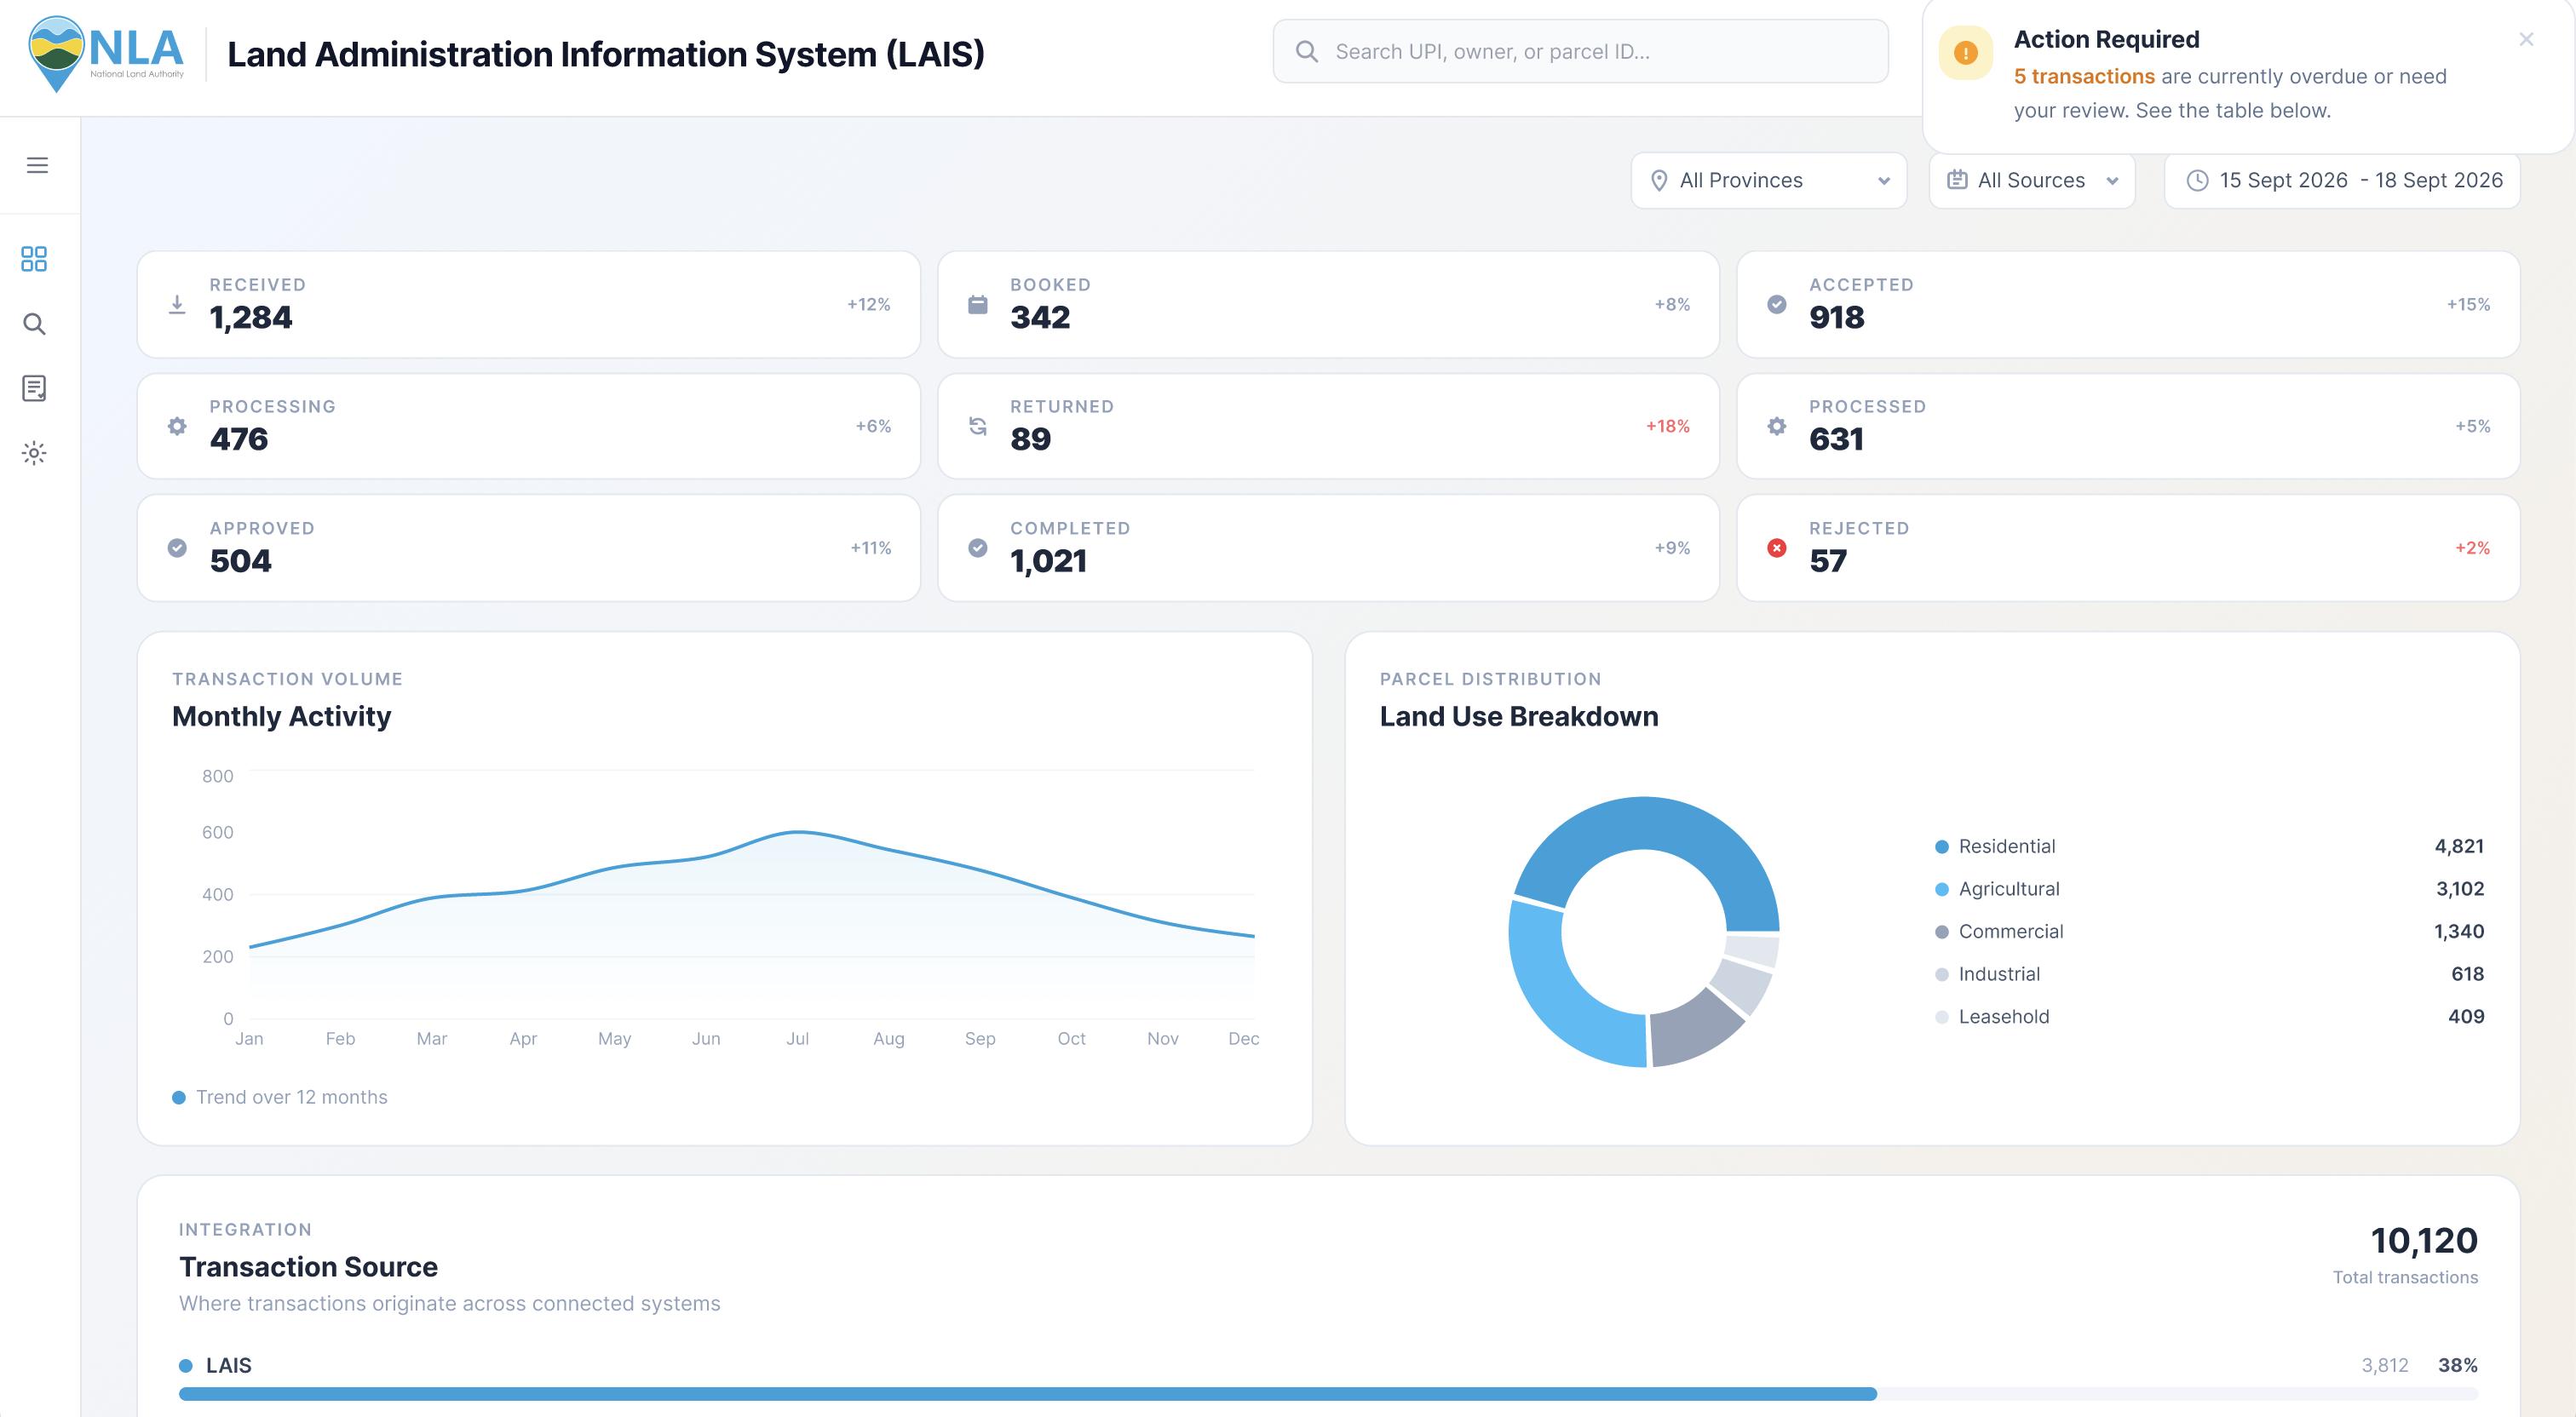 NLA
National Land Authority
Land Administration Information System (LAIS)
Search UPI, owner, or parcel ID...
Action Required
5 transactions are currently overdue or need
your review. See the table below.
All Provinces
All Sources
15 Sept 2026 - 18 Sept 2026
RECEIVED
1,284
+12%
BOOKED
342
+8%
ACCEPTED
918
+15%
PROCESSING
476
+6%
RETURNED
89
+18%
PROCESSED
631
+5%
APPROVED
504
+11%
COMPLETED
1,021
+9%
REJECTED
57
+2%
TRANSACTION VOLUME
Monthly Activity
800
600
400
200
0
Jan Feb Mar Apr May Jun Jul Aug Sep Oct Nov Dec
Trend over 12 months
PARCEL DISTRIBUTION
Land Use Breakdown
Residential 4,821
Agricultural 3,102
Commercial 1,340
Industrial 618
Leasehold 409
INTEGRATION
Transaction Source
Where transactions originate across connected systems
10,120
Total transactions
LAIS 3,812 38%